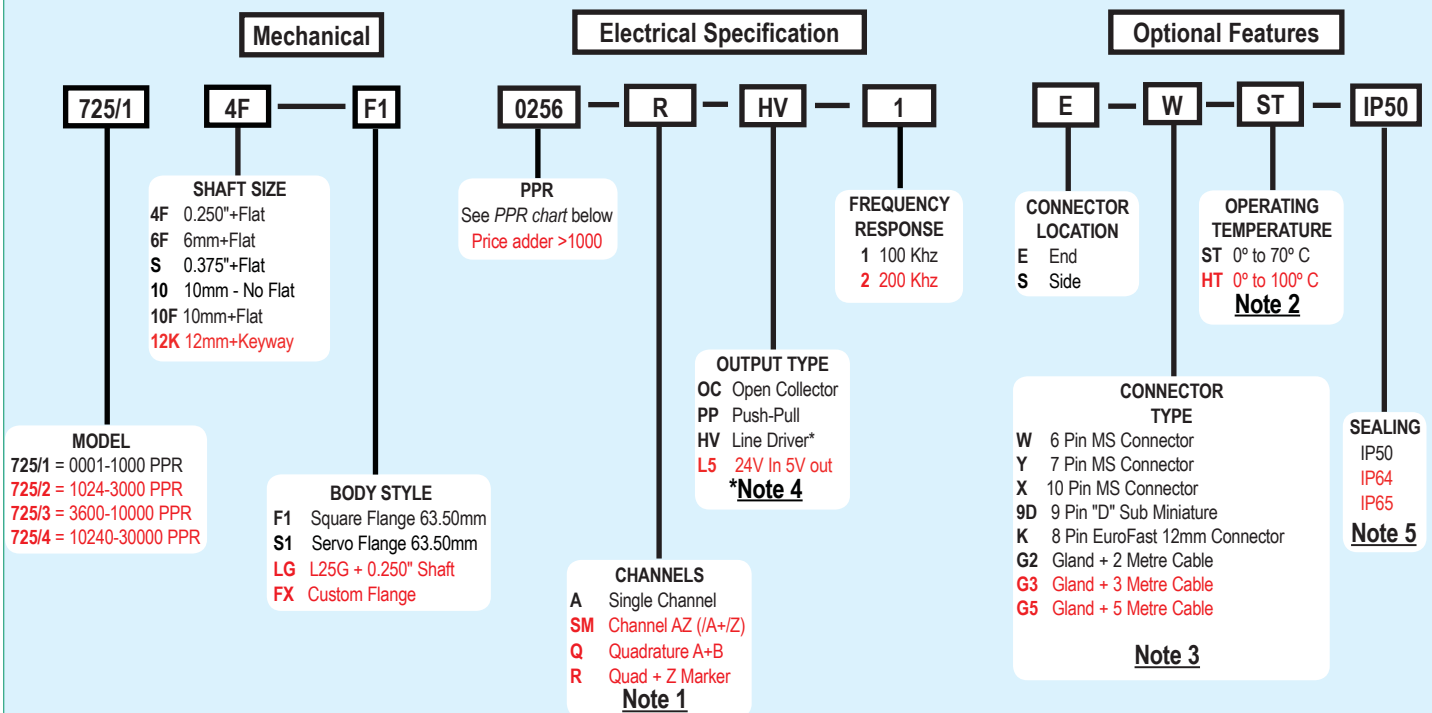 Mechanical
Electrical Specification
Optional Features
725/1
4F
F1
0256
R
HV
1
E
W
ST
IP50
MODEL
725/1 = 0001-1000 PPR
725/2 = 1024-3000 PPR
725/3 = 3600-10000 PPR
725/4 = 10240-30000 PPR
SHAFT SIZE
4F 0.250"+Flat
6F 6mm+Flat
S 0.375"+Flat
10 10mm - No Flat
10F 10mm+Flat
12K 12mm+Keyway
BODY STYLE
F1 Square Flange 63.50mm
S1 Servo Flange 63.50mm
LG L25G + 0.250" Shaft
FX Custom Flange
PPR
See PPR chart below
Price adder >1000
CHANNELS
A Single Channel
SM Channel AZ (/A+/Z)
Q Quadrature A+B
R Quad + Z Marker
Note 1
OUTPUT TYPE
OC Open Collector
PP Push-Pull
HV Line Driver*
L5 24V In 5V out
*Note 4
FREQUENCY
RESPONSE
1 100 Khz
2 200 Khz
CONNECTOR
LOCATION
E End
S Side
CONNECTOR
TYPE
W 6 Pin MS Connector
Y 7 Pin MS Connector
X 10 Pin MS Connector
9D 9 Pin "D" Sub Miniature
K 8 Pin EuroFast 12mm Connector
G2 Gland + 2 Metre Cable
G3 Gland + 3 Metre Cable
G5 Gland + 5 Metre Cable
Note 3
OPERATING
TEMPERATURE
ST 0º to 70º C
HT 0º to 100º C
Note 2
SEALING
IP50
IP64
IP65
Note 5